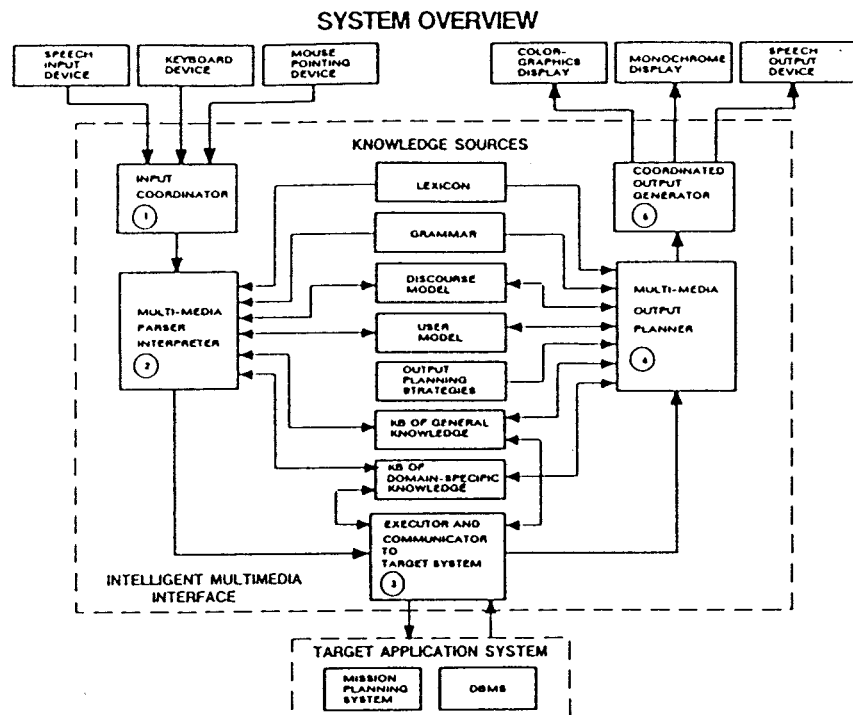 SYSTEM OVERVIEW
SPEECH
INPUT
DEVICE
KEYBOARD
DEVICE
MOUSE
POINTING
DEVICE
COLOR-
GRAPHICS
DISPLAY
MONOCHROME
DISPLAY
SPEECH
OUTPUT
DEVICE
KNOWLEDGE SOURCES
INPUT
COORDINATOR
1
LEXICON
COORDINATED
OUTPUT
GENERATOR
GRAMMAR
MULTI-MEDIA
PARSER
INTERPRETER
2
DISCOURSE
MODEL
USER
MODEL
OUTPUT
PLANNING
STRATEGIES
MULTI-MEDIA
OUTPUT
PLANNER
4
KB OF GENERAL
KNOWLEDGE
KB OF
DOMAIN-SPECIFIC
KNOWLEDGE
EXECUTOR AND
COMMUNICATOR
TO
TARGET SYSTEM
3
INTELLIGENT MULTIMEDIA
INTERFACE
TARGET APPLICATION SYSTEM
MISSION
PLANNING
SYSTEM
DBMS